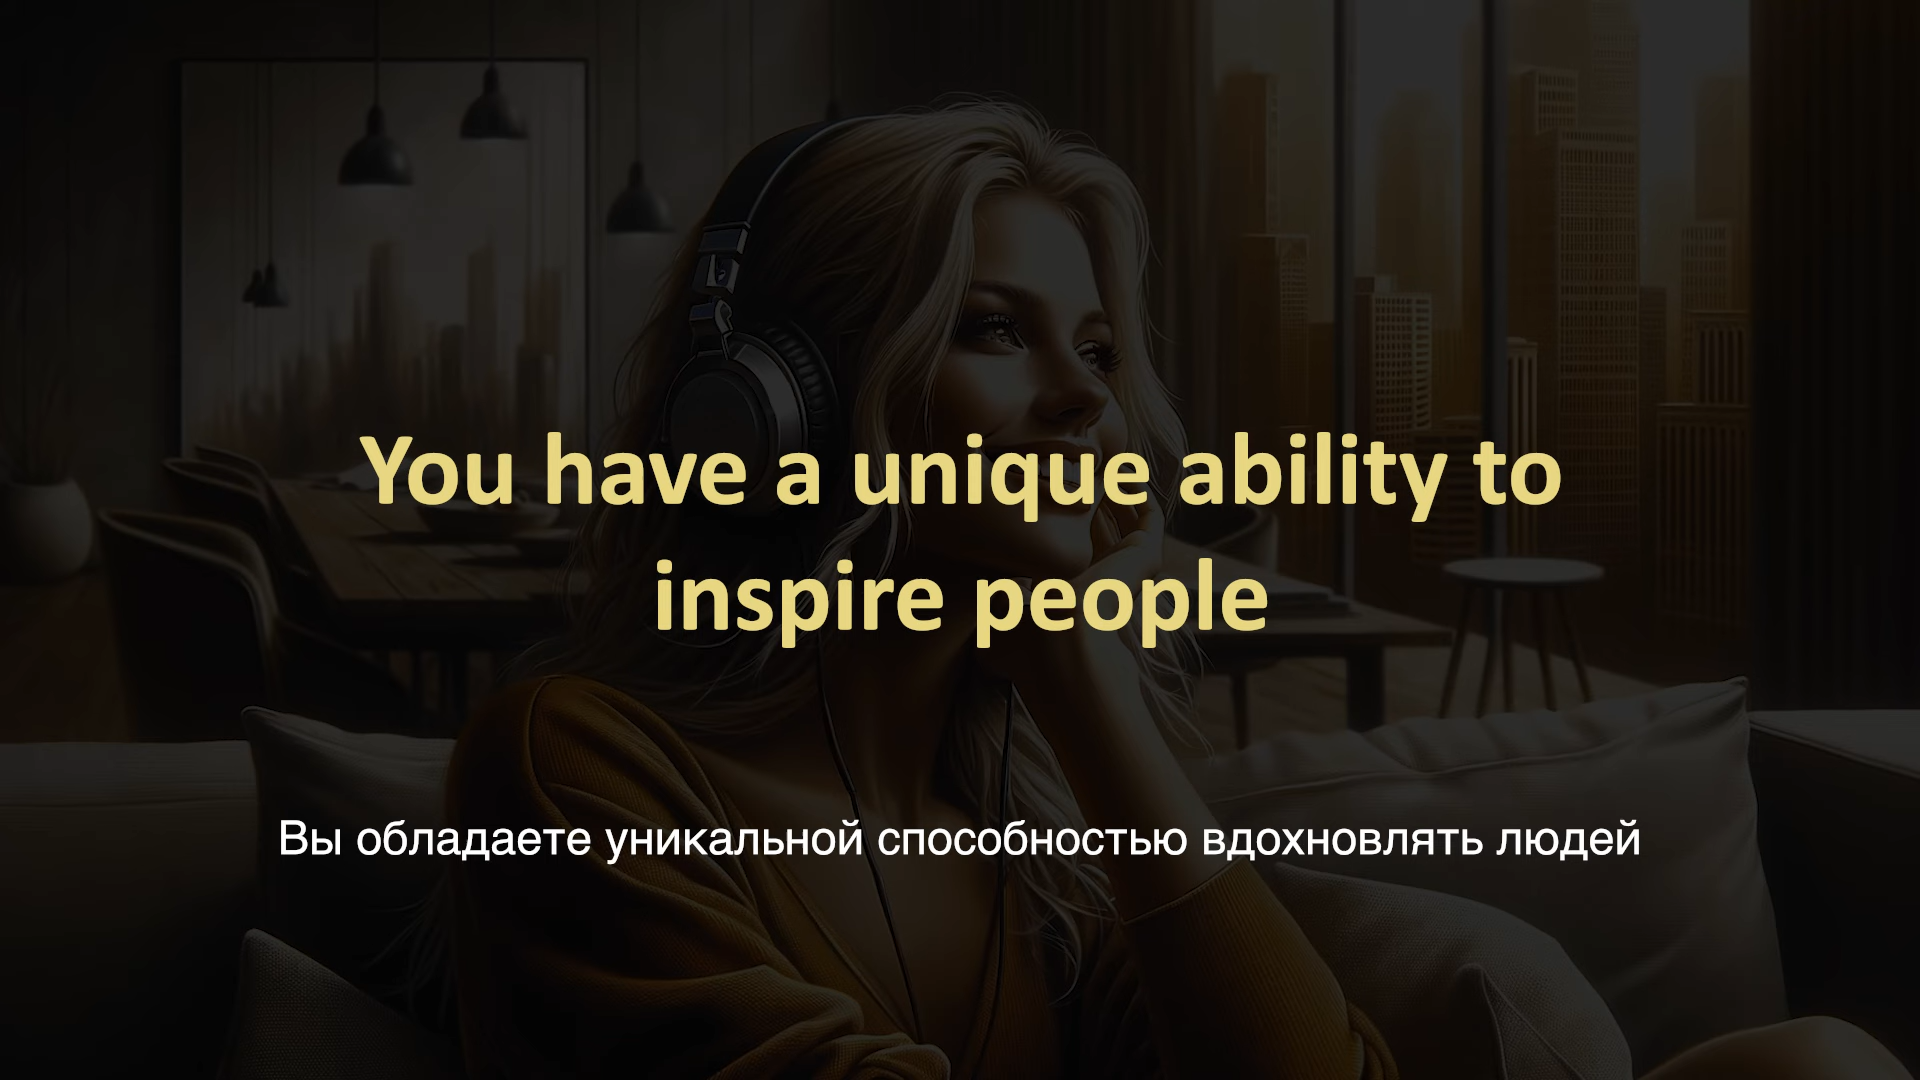 You have a unique ability to
inspire people
Вы обладаете уникальной способностью вдохновлять людей